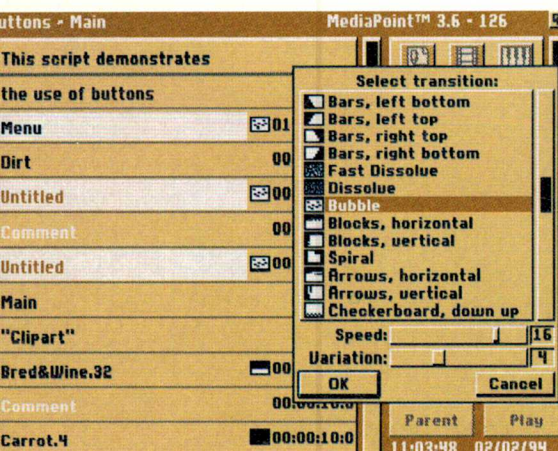 uttons - Main
MediaPoint™ 3.6 - 126
This script demonstrates
the use of buttons
Menu 01
Dirt 00
Untitled 00
Comment 00
Untitled 00
Main
"Clipart"
Bred&Wine.32 00
Comment 00:00:10:0
Carrot.4 00:00:10:0
Select transition:
Bars, left bottom
Bars, left top
Bars, right top
Bars, right bottom
Fast Dissolve
Dissolve
Bubble
Blocks, horizontal
Blocks, vertical
Spiral
Arrows, horizontal
Arrows, vertical
Checkerboard, down up
Speed: 16
Variation: 4
OK Cancel
Parent Play
11:03:48 02/02/94